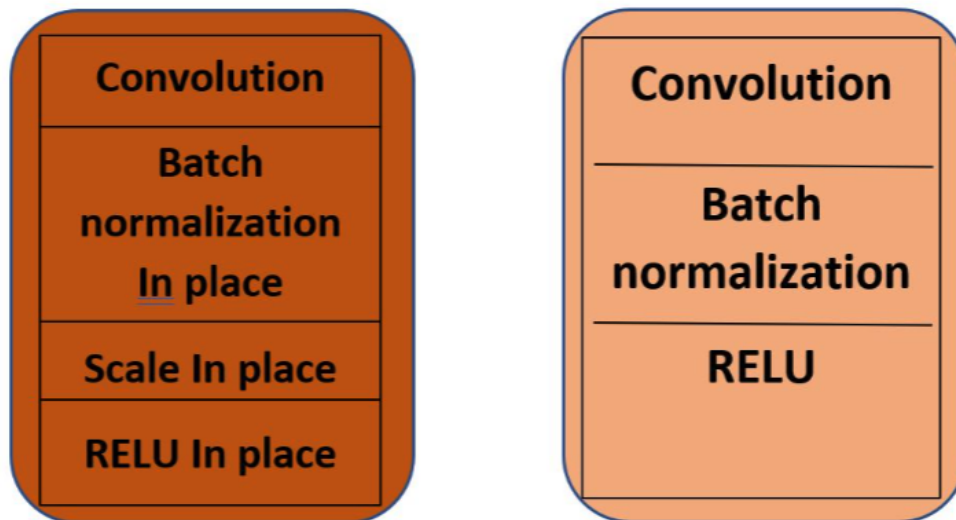 Convolution
Batch
normalization
In place
Scale In place
RELU In place
Convolution
Batch
normalization
RELU